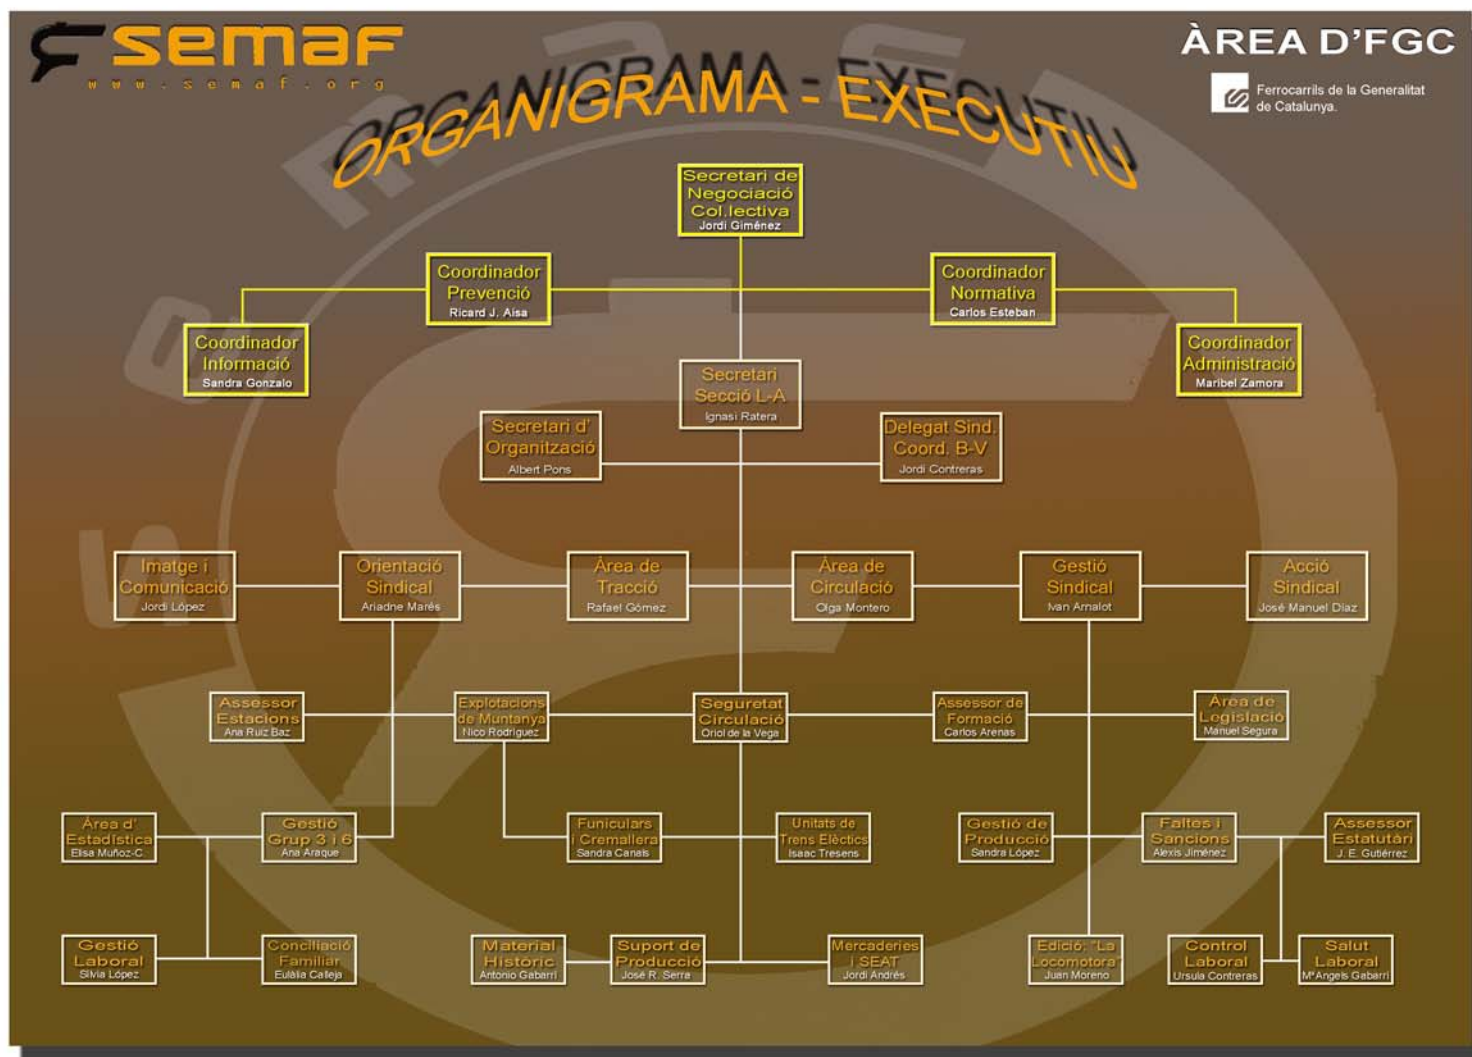 semaf
www.semaf.org
ÀREA D'FGC
Ferrocarrils de la Generalitat
de Catalunya.
ORGANIGRAMA - EXECUTIU
Secretari de
Negociació
Col.lectiva
Jordi Giménez
Coordinador
Prevenció
Ricard J. Aisa
Coordinador
Normativa
Carlos Esteban
Coordinador
Informació
Sandra Gonzalo
Coordinador
Administració
Maribel Zamora
Secretari
Secció L-A
Ignasi Ratera
Secretari d'
Organització
Albert Pons
Delegat Sind.
Coord. B-V
Jordi Contreras
Imatge i
Comunicació
Jordi López
Orientació
Sindical
Ariadne Marés
Àrea de
Tracció
Rafael Gómez
Àrea de
Circulació
Olga Montero
Gestió
Sindical
Ivan Arnalot
Acció
Sindical
José Manuel Díaz
Assessor
Estacions
Ana Ruiz Baz
Explotacions
de Muntanya
Nico Rodríguez
Seguretat
Circulació
Oriol de la Vega
Assessor de
Formació
Carlos Arenas
Àrea de
Legislació
Manuel Segura
Àrea d'
Estadística
Elisa Muñoz-C.
Gestió
Grup 3 i 6
Ana Araque
Funiculars
i Cremallera
Sandra Canals
Unitats de
Trens Elèctics
Isaac Tresens
Gestió de
Producció
Sandra López
Faltes i
Sancions
Alexis Jiménez
Assessor
Estatutàri
J. E. Gutiérrez
Gestió
Laboral
Silvia López
Conciliació
Familiar
Eulàlia Calleja
Material
Històric
Antonio Gabarri
Suport de
Producció
José R. Serra
Mercaderies
i SEAT
Jordi Andrés
Edició: "La
Locomotora"
Juan Moreno
Control
Laboral
Ursula Contreras
Salut
Laboral
MªAngels Gabarri